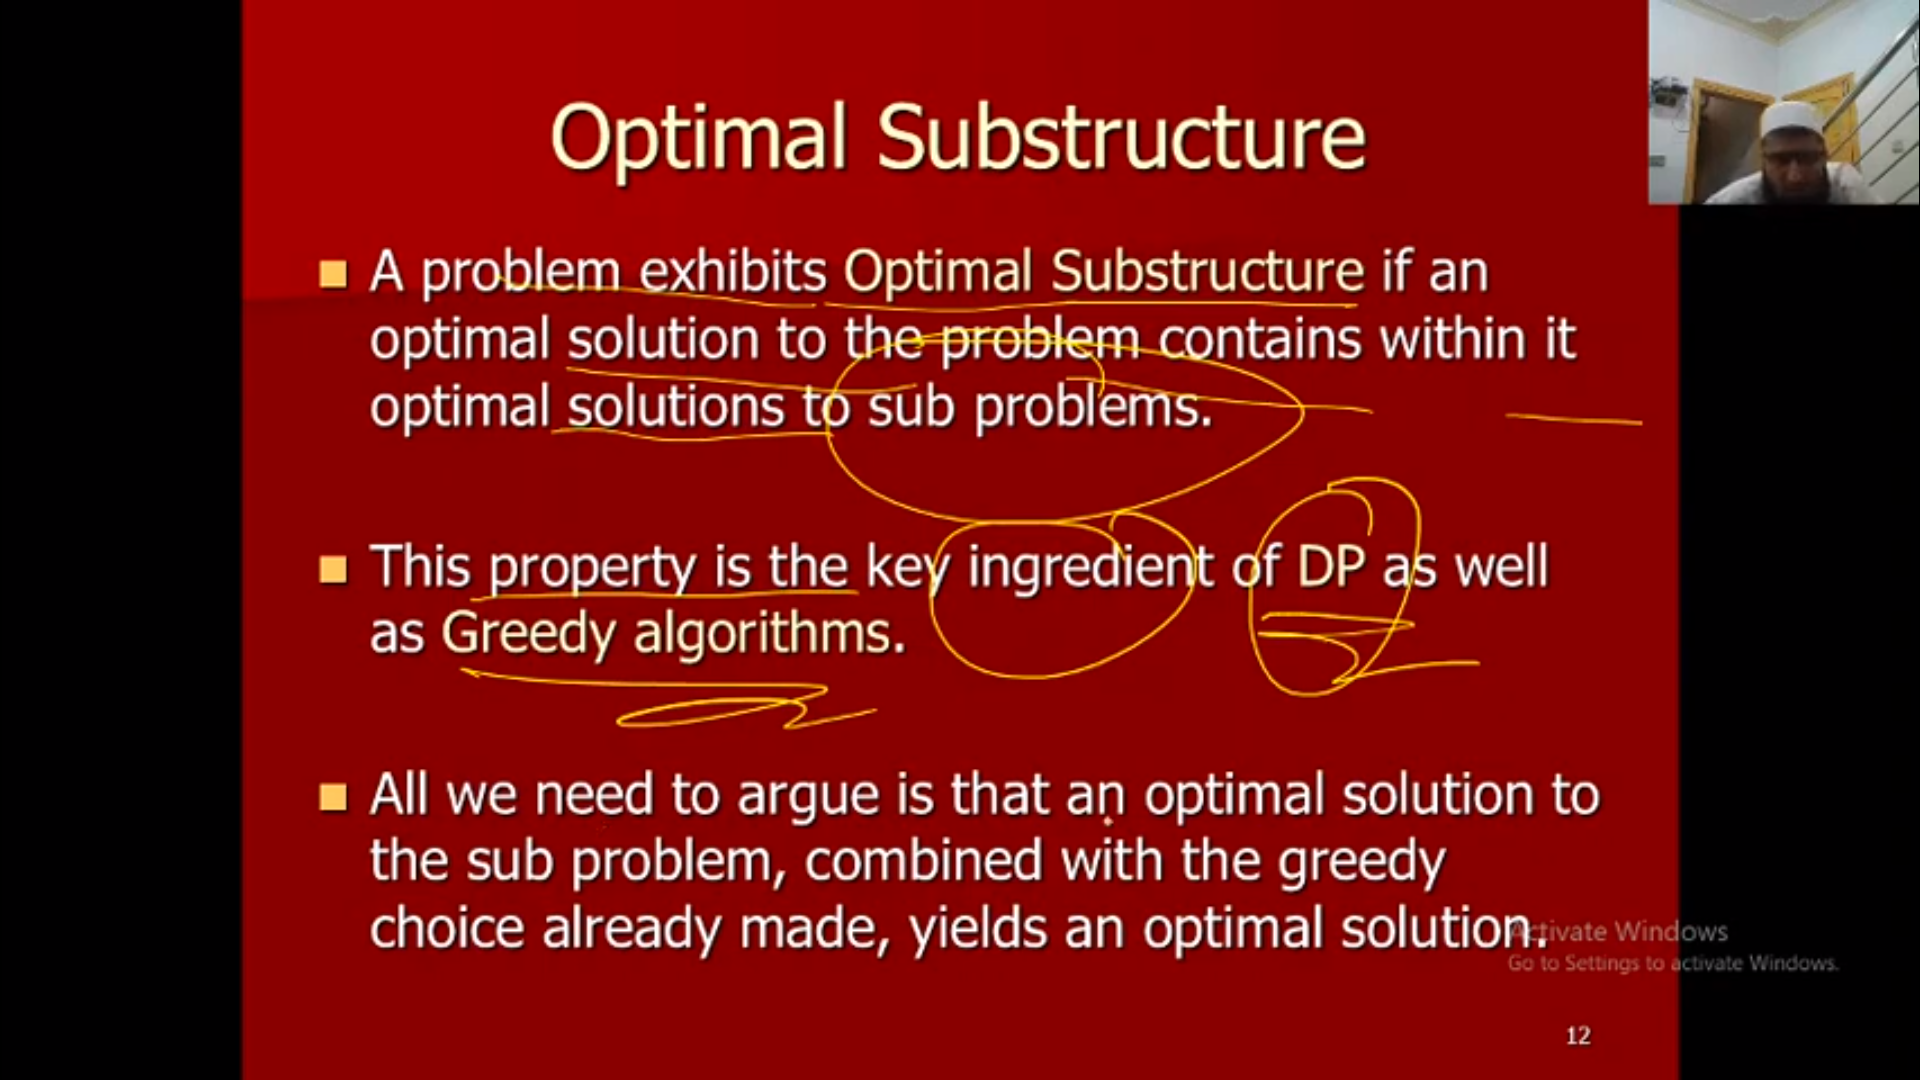 Optimal Substructure
A problem exhibits Optimal Substructure if an
optimal solution to the problem contains within it
optimal solutions to sub problems.
This property is the key ingredient of DP as well
as Greedy algorithms.
All we need to argue is that an optimal solution to
the sub problem, combined with the greedy
choice already made, yields an optimal solution.
Activate Windows
Go to Settings to activate Windows.
12